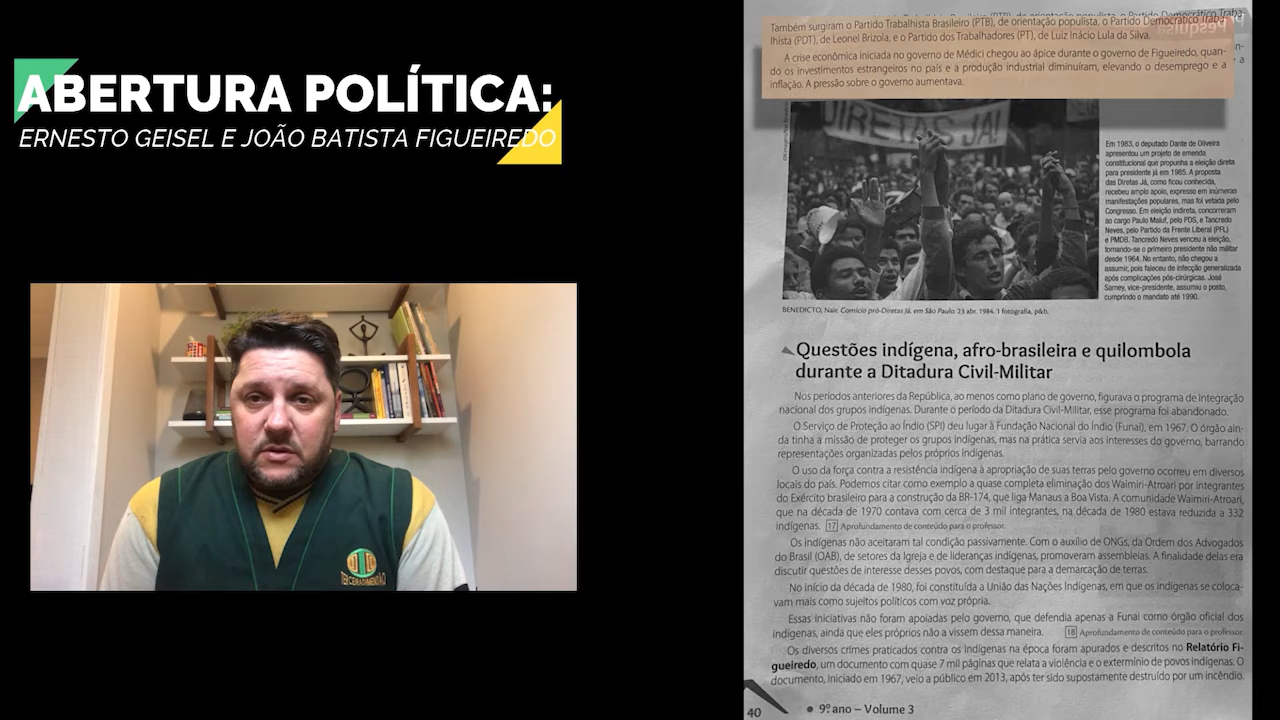 ABERTURA POLÍTICA:
ERNESTO GEISEL E JOÃO BATISTA FIGUEIREDO
TERCEIRA DIMENSÃO
Também surgiram o Partido Trabalhista Brasileiro (PTB), de orientação populista, o Partido Democrático Traba-
lhista (PDT), de Leonel Brizola, e o Partido dos Trabalhadores (PT), de Luiz Inácio Lula da Silva.
A crise econômica iniciada no governo de Médici chegou ao ápice durante o governo de Figueiredo, quan-
do os investimentos estrangeiros no país e a produção industrial diminuíram, elevando o desemprego e a
inflação. A pressão sobre o governo aumentava.
DIRETAS JÁ!
Em 1983, o deputado Dante de Oliveira
apresentou um projeto de emenda
constitucional que propunha a eleição direta
para presidente já em 1985. A proposta
das Diretas Já, como ficou conhecida,
recebeu amplo apoio, expresso em inúmeras
manifestações populares, mas foi vetada pelo
Congresso. Em eleição indireta, concorreram
ao cargo Paulo Maluf, pelo PDS, e Tancredo
Neves, pelo Partido da Frente Liberal (PFL)
e PMDB. Tancredo Neves venceu a eleição,
tornando-se o primeiro presidente não militar
desde 1964. No entanto, não chegou a
assumir, pois faleceu de infecção generalizada
após complicações pós-cirúrgicas. José
Sarney, vice-presidente, assumiu o posto,
cumprindo o mandato até 1990.
BENEDICTO, Nair. Comício pró-Diretas Já, em São Paulo. 23 abr. 1984. 1 fotografia, p&b.
Questões indígena, afro-brasileira e quilombola
durante a Ditadura Civil-Militar
Nos períodos anteriores da República, ao menos como plano de governo, figurava o programa de integração
nacional dos grupos indígenas. Durante o período da Ditadura Civil-Militar, esse programa foi abandonado.
O Serviço de Proteção ao Índio (SPI) deu lugar à Fundação Nacional do Índio (Funai), em 1967. O órgão ain-
da tinha a missão de proteger os grupos indígenas, mas na prática servia aos interesses do governo, barrando
representações organizadas pelos próprios indígenas.
O uso da força contra a resistência indígena à apropriação de suas terras pelo governo ocorreu em diversos
locais do país. Podemos citar como exemplo a quase completa eliminação dos Waimiri-Atroari por integrantes
do Exército brasileiro para a construção da BR-174, que liga Manaus a Boa Vista. A comunidade Waimiri-Atroari,
que na década de 1970 contava com cerca de 3 mil integrantes, na década de 1980 estava reduzida a 332
indígenas. 17 Aprofundamento de conteúdo para o professor.
Os indígenas não aceitaram tal condição passivamente. Com o auxílio de ONGs, da Ordem dos Advogados
do Brasil (OAB), de setores da Igreja e de lideranças indígenas, promoveram assembleias. A finalidade delas era
discutir questões de interesse desses povos, com destaque para a demarcação de terras.
No início da década de 1980, foi constituída a União das Nações Indígenas, em que os indígenas se coloca-
vam mais como sujeitos políticos com voz própria.
Essas iniciativas não foram apoiadas pelo governo, que defendia apenas a Funai como órgão oficial dos
indígenas, ainda que eles próprios não a vissem dessa maneira. 18 Aprofundamento de conteúdo para o professor.
Os diversos crimes praticados contra os indígenas na época foram apurados e descritos no Relatório Fi-
gueiredo, um documento com quase 7 mil páginas que relata a violência e o extermínio de povos indígenas. O
documento, iniciado em 1967, veio a público em 2013, após ter sido supostamente destruído por um incêndio.
40 • 9º ano – Volume 3